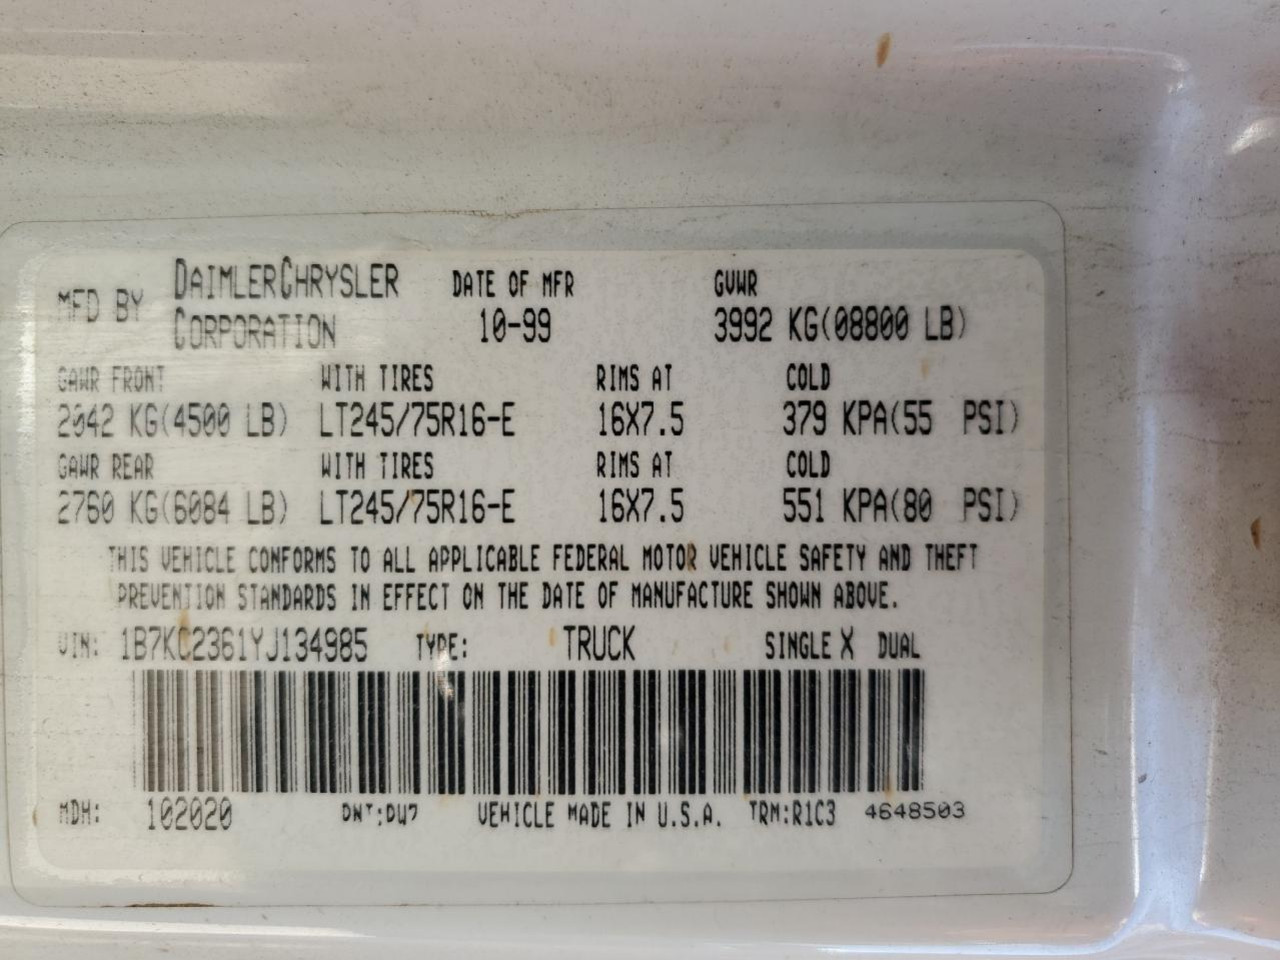 MFD BY DAIMLERCHRYSLER CORPORATION DATE OF MFR 10-99 GVWR 3992 KG(08800 LB)
GAWR FRONT WITH TIRES RIMS AT COLD
2042 KG(4500 LB) LT245/75R16-E 16X7.5 379 KPA(55 PSI)
GAWR REAR WITH TIRES RIMS AT COLD
2760 KG(6084 LB) LT245/75R16-E 16X7.5 551 KPA(80 PSI)
THIS VEHICLE CONFORMS TO ALL APPLICABLE FEDERAL MOTOR VEHICLE SAFETY AND THEFT
PREVENTION STANDARDS IN EFFECT ON THE DATE OF MANUFACTURE SHOWN ABOVE.
VIN: 1B7KC2361YJ134985 TYPE: TRUCK SINGLE X DUAL
MDH: 102020 PNT:PW7 VEHICLE MADE IN U.S.A. TRM:R1C3 4648503